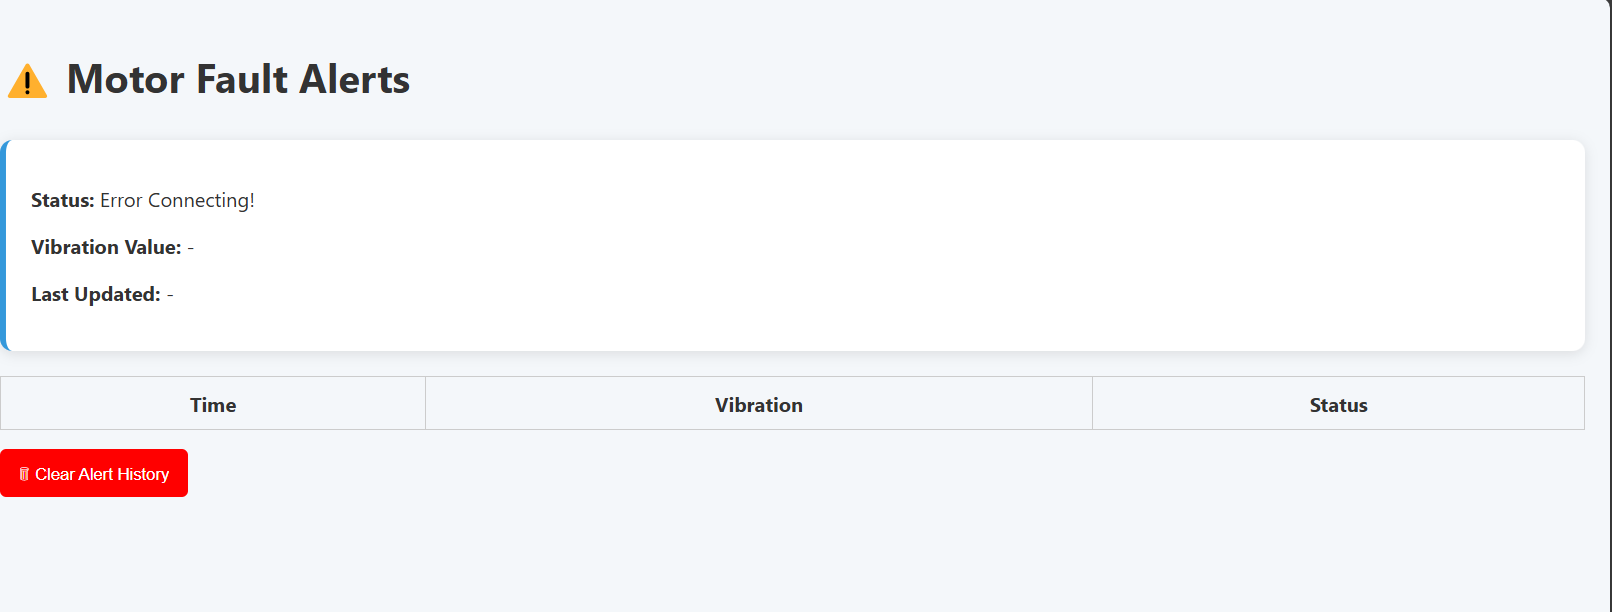 ⚠️ Motor Fault Alerts
Status: Error Connecting!
Vibration Value: -
Last Updated: -
Time Vibration Status
🗑 Clear Alert History